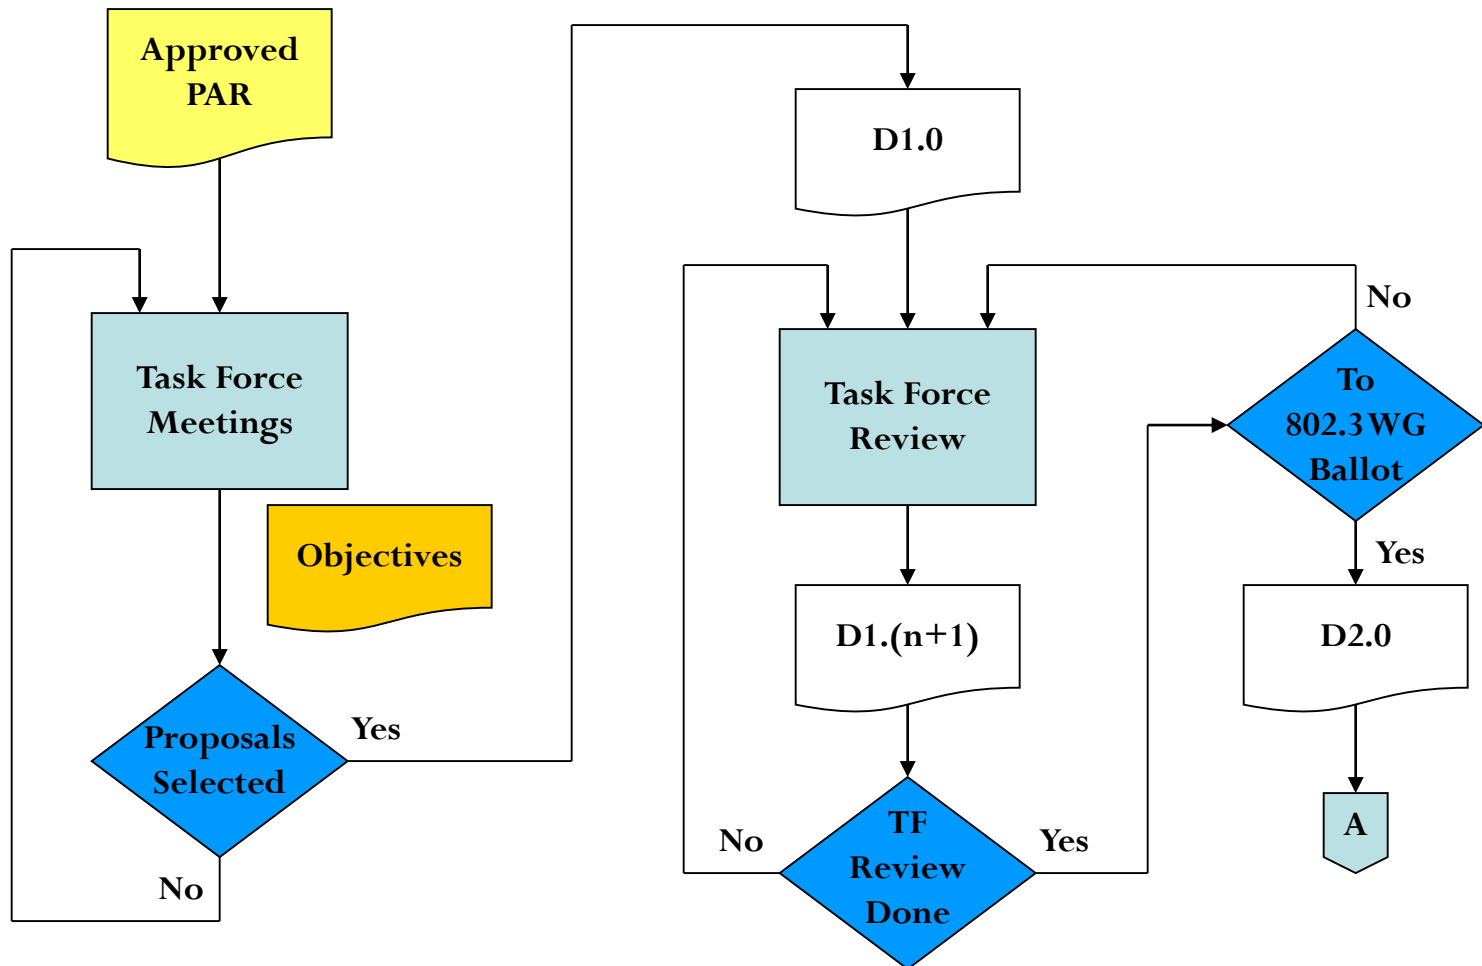 Approved
PAR
Task Force
Meetings
Objectives
Proposals
Selected
Yes
No
D1.0
Task Force
Review
D1.(n+1)
TF
Review
Done
No
Yes
To
802.3 WG
Ballot
No
Yes
D2.0
A